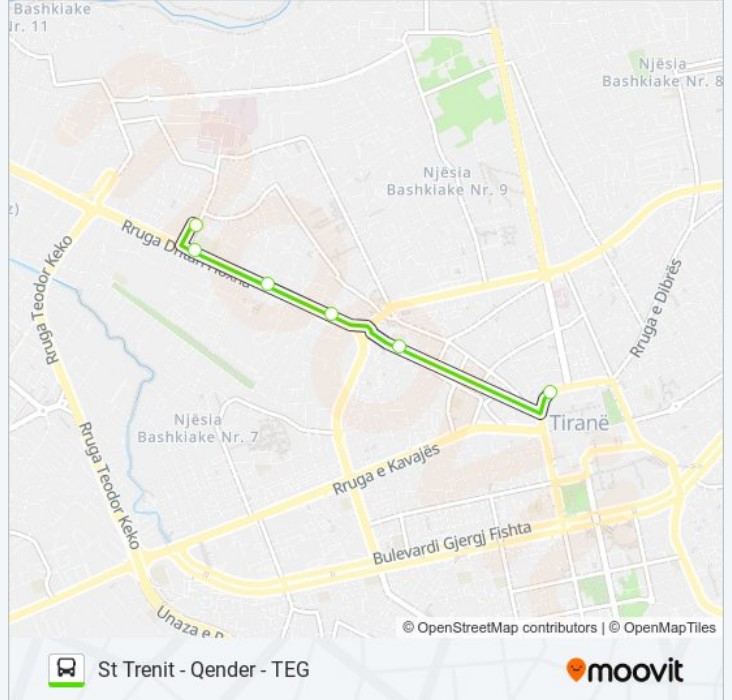 Bashkiake
Nr. 11
Njësia
Bashkiake Nr. 8
Njësia
Bashkiake Nr. 9
Rruga Dritan Hoxha
Rruga Teodor Keko
Rruga e Dibrës
Tiranë
Njësia
Bashkiake Nr. 7
Rruga e Kavajës
Rruga Teodor Keko
Bulevardi Gjergj Fishta
Unaza e
© OpenStreetMap contributors | © OpenMapTiles
St Trenit - Qender - TEG
moovit